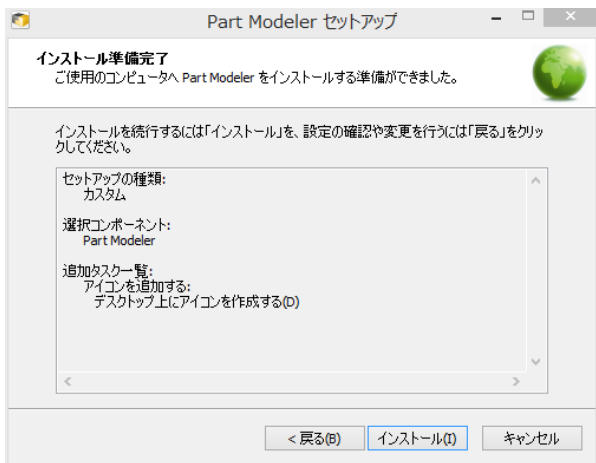 Part Modeler セットアップ
インストール準備完了
ご使用のコンピュータへ Part Modeler をインストールする準備ができました。
インストールを続行するには「インストール」を、設定の確認や変更を行うには「戻る」をクリッ
クしてください。
セットアップの種類:
カスタム
選択コンポーネント:
Part Modeler
追加タスク一覧:
アイコンを追加する:
デスクトップ上にアイコンを作成する(D)
< 戻る(B)
インストール(I)
キャンセル